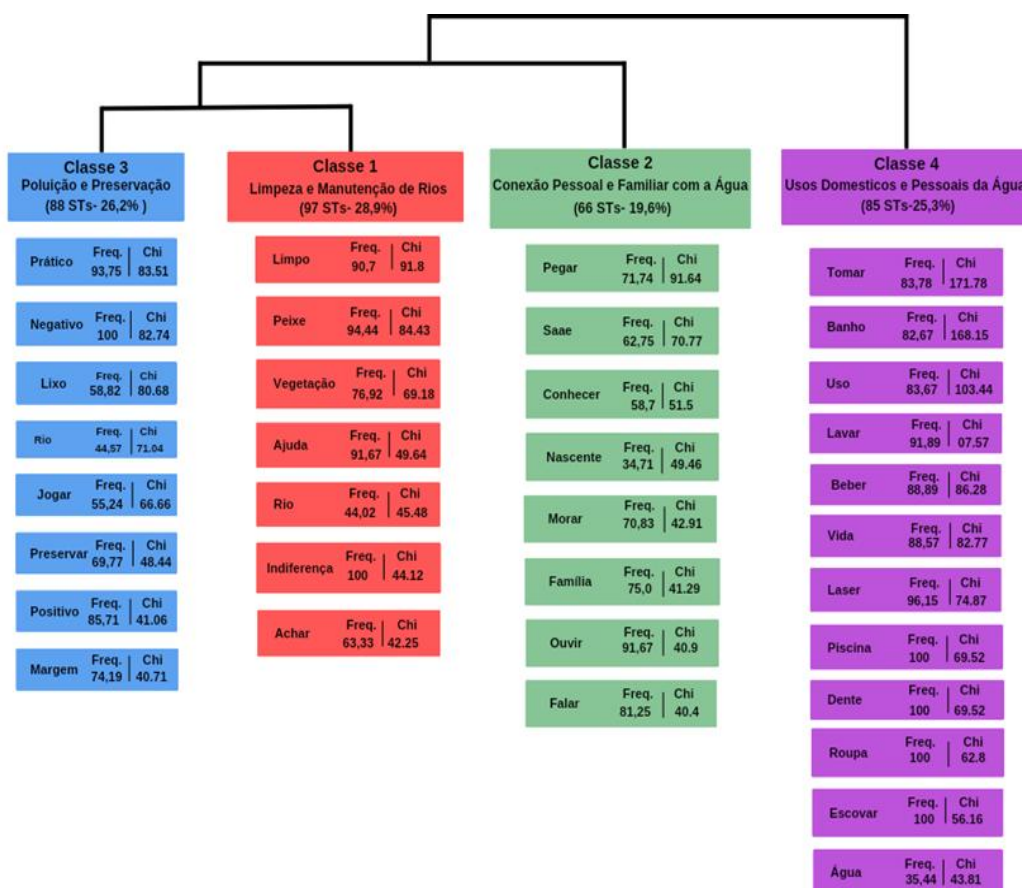 Classe 3
Poluição e Preservação
(88 STs- 26,2% )
Prático Freq. Chi
93,75 83.51
Negativo Freq. Chi
100 82.74
Lixo Freq. Chi
58,82 80.68
Rio Freq. Chi
44,57 71.04
Jogar Freq. Chi
55,24 66.66
Preservar Freq. Chi
69,77 48.44
Positivo Freq. Chi
85,71 41.06
Margem Freq. Chi
74,19 40.71
Classe 1
Limpeza e Manutenção de Rios
(97 STs- 28,9%)
Limpo Freq. Chi
90,7 91.8
Peixe Freq. Chi
94,44 84.43
Vegetação Freq. Chi
76,92 69.18
Ajuda Freq. Chi
91,67 49.64
Rio Freq. Chi
44,02 45.48
Indiferença Freq. Chi
100 44.12
Achar Freq. Chi
63,33 42.25
Classe 2
Conexão Pessoal e Familiar com a Água
(66 STs- 19,6%)
Pegar Freq. Chi
71,74 91.64
Saae Freq. Chi
62,75 70.77
Conhecer Freq. Chi
58,7 51.5
Nascente Freq. Chi
34,71 49.46
Morar Freq. Chi
70,83 42.91
Família Freq. Chi
75,0 41.29
Ouvir Freq. Chi
91,67 40.9
Falar Freq. Chi
81,25 40.4
Classe 4
Usos Domesticos e Pessoais da Água
(85 STs-25,3%)
Tomar Freq. Chi
83,78 171.78
Banho Freq. Chi
82,67 168.15
Uso Freq. Chi
83,67 103.44
Lavar Freq. Chi
91,89 07.57
Beber Freq. Chi
88,89 86.28
Vida Freq. Chi
88,57 82.77
Laser Freq. Chi
96,15 74.87
Piscina Freq. Chi
100 69.52
Dente Freq. Chi
100 69.52
Roupa Freq. Chi
100 62.8
Escovar Freq. Chi
100 56.16
Água Freq. Chi
35,44 43.81